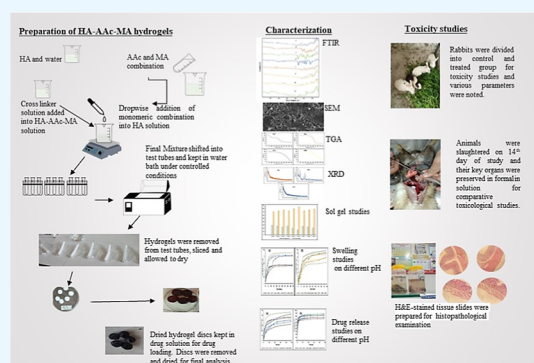 Preparation of HA-AAc-MA hydrogels
HA and water
AAc and MA
combination
Cross linker
solution added
into HA-AAc-MA
solution
Dropwise addition of
monomeric combination
into HA solution
Final Mixture shifted into
test tubes and kept in water
bath under controlled
conditions
Hydrogels were removed
from test tubes, sliced and
allowed to dry
Dried hydrogel discs kept in
drug solution for drug
loading. Discs were removed
and dried for final analysis
Characterization
FTIR
SEM
TGA
XRD
Sol gel studies
Swelling
studies
on different pH
Drug release
studies on
different pH
Toxicity studies
Rabbits were divided
into control and
treated group for
toxicity studies and
various parameters
were noted.
Animals were
slaughtered on 14th
day of study and
their key organs were
preserved in formalin
solution for
comparative
toxicological studies.
H&E-stained tissue slides were
prepared for histopathological
examination